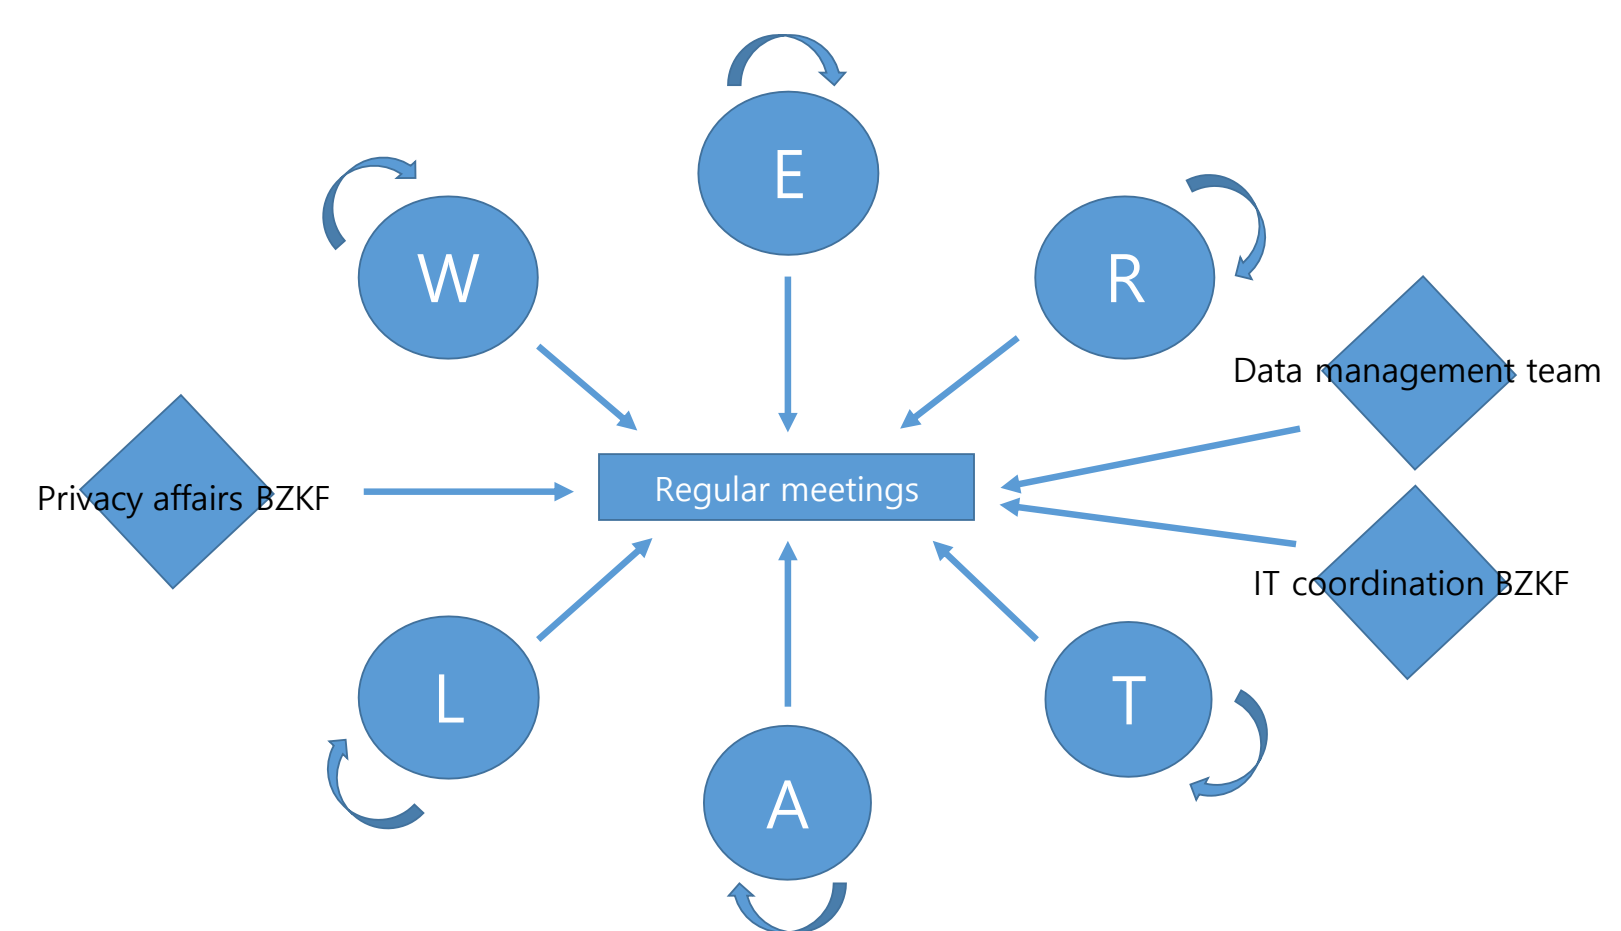 E
W
R
Data management team
Privacy affairs BZKF
Regular meetings
IT coordination BZKF
L
T
A